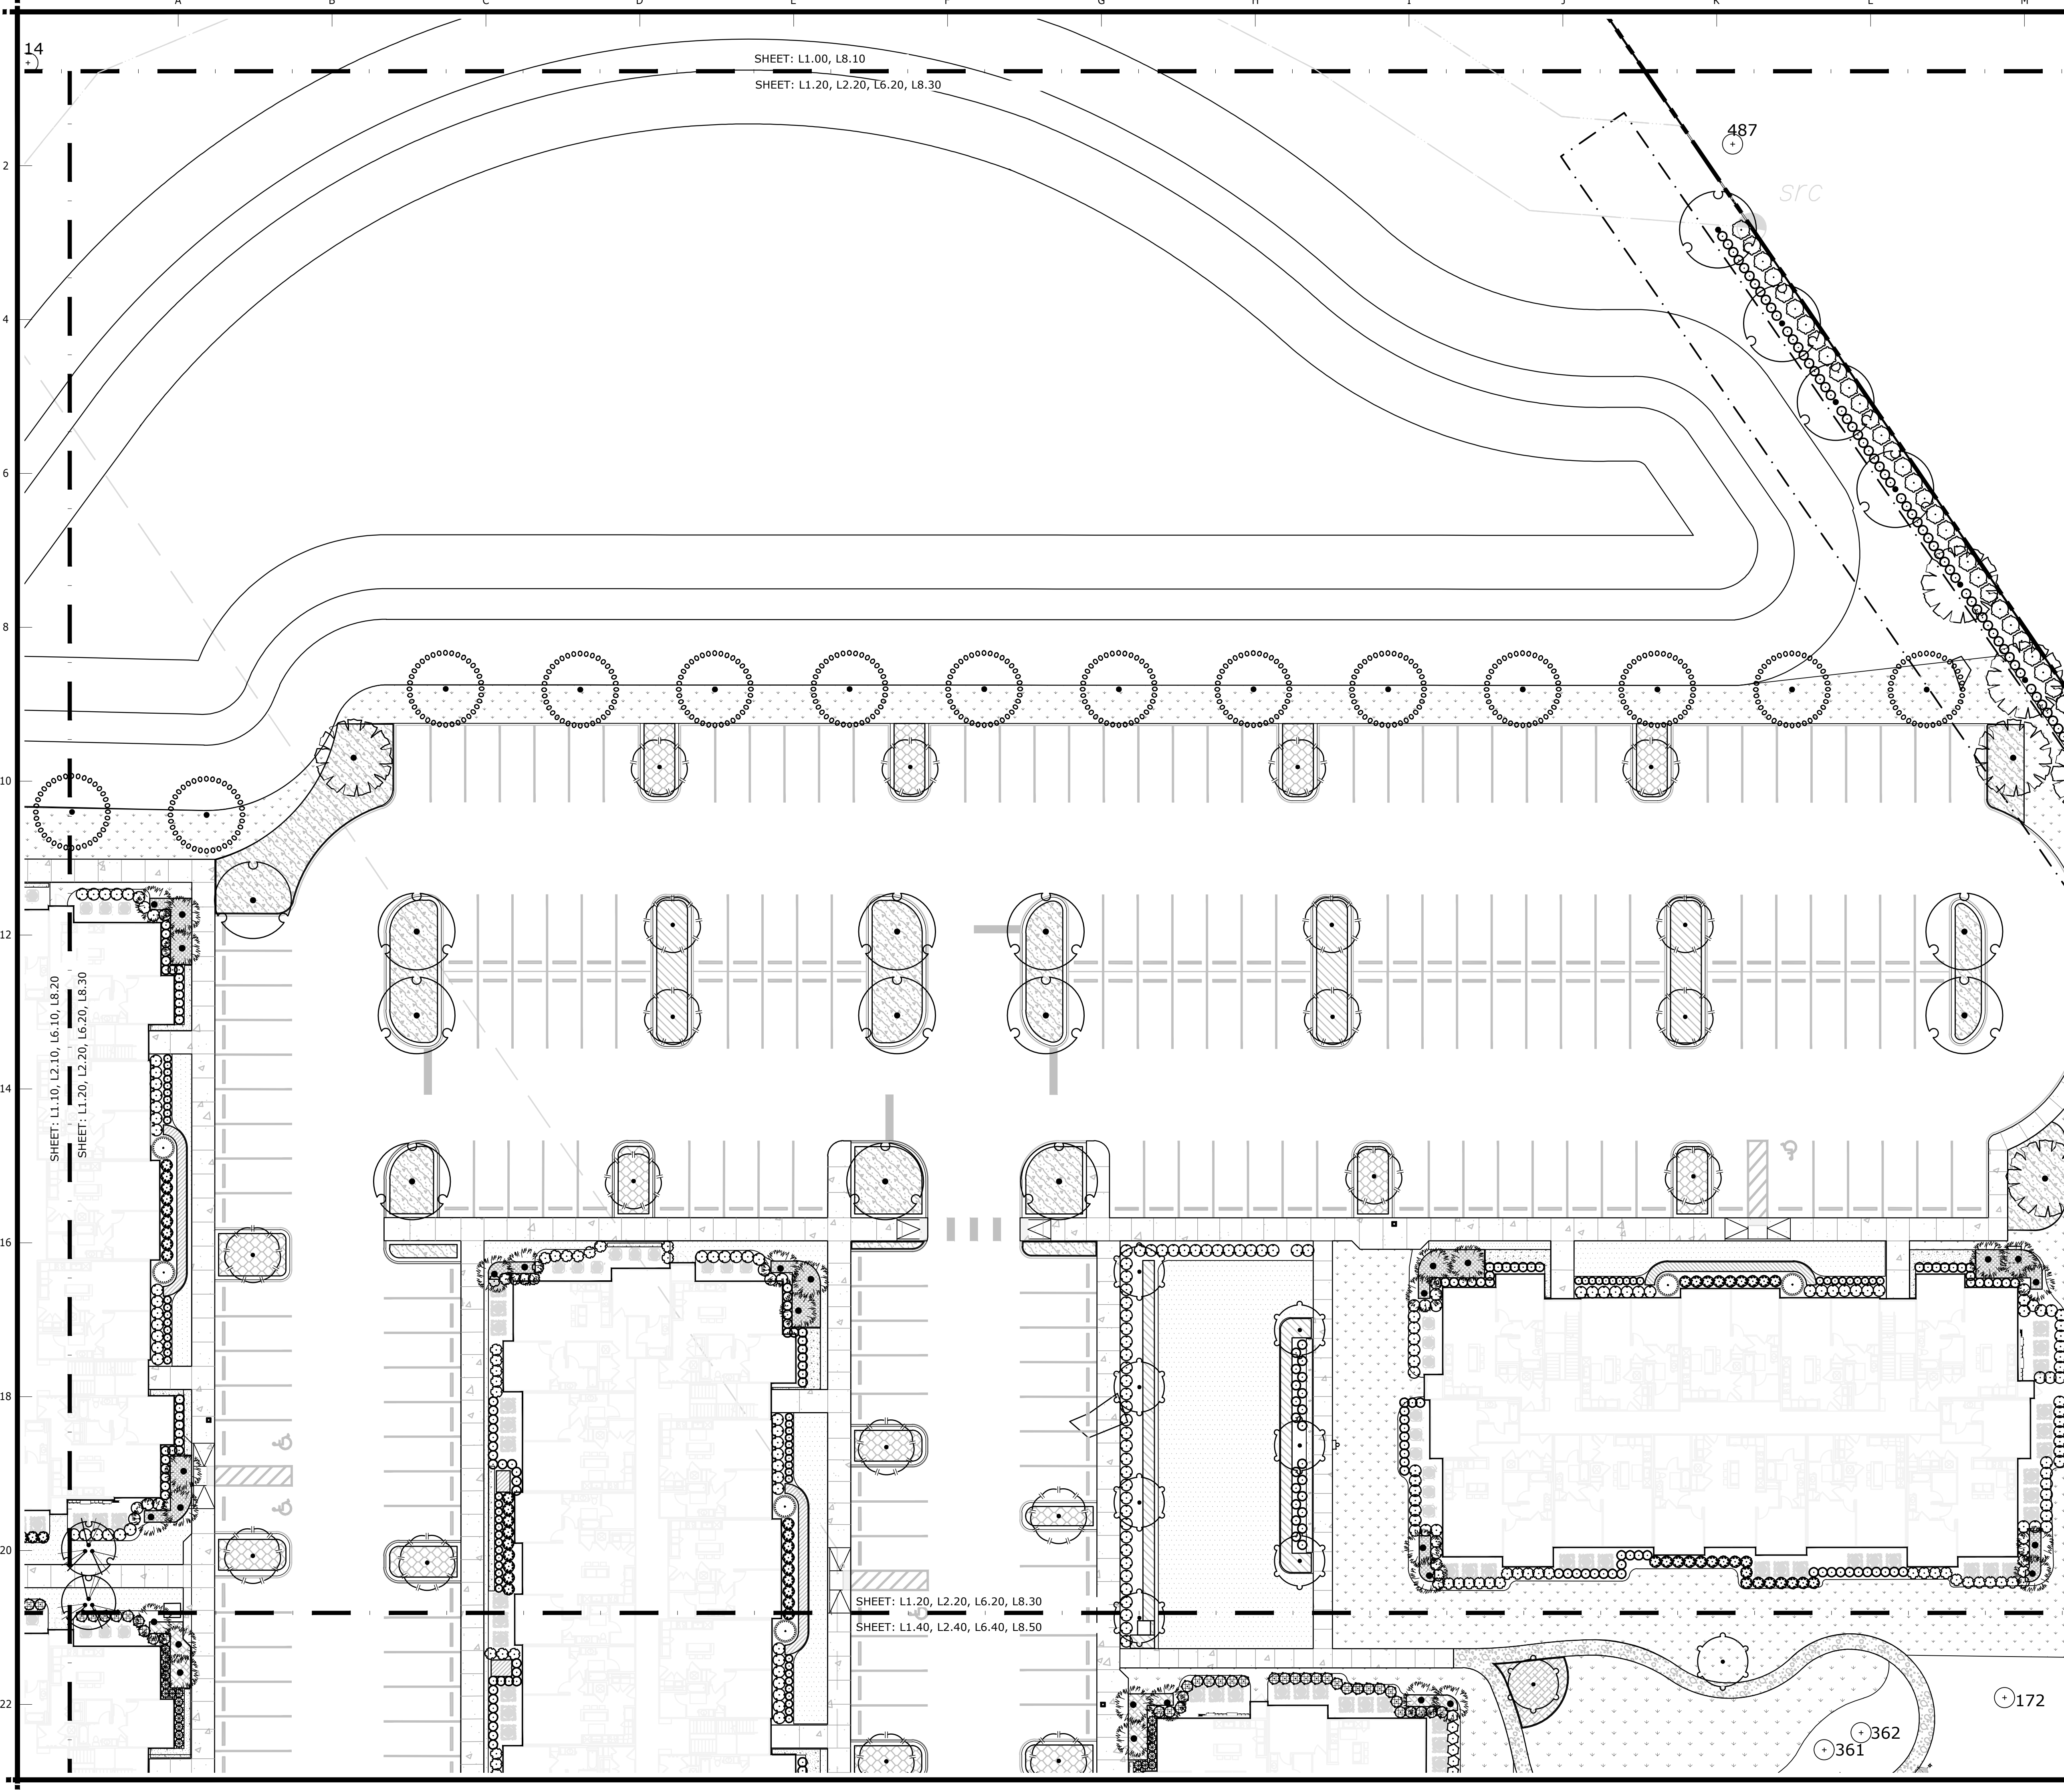 A B C D E F G H I J K L M
14
SHEET: L1.00, L8.10
SHEET: L1.20, L2.20, L6.20, L8.30
487
2
src
4
6
8
10
12
SHEET: L1.10, L2.10, L6.10, L8.20
SHEET: L1.20, L2.20, L6.20, L8.30
14
16
18
20
SHEET: L1.20, L2.20, L6.20, L8.30
SHEET: L1.40, L2.40, L6.40, L8.50
22
172
362
361